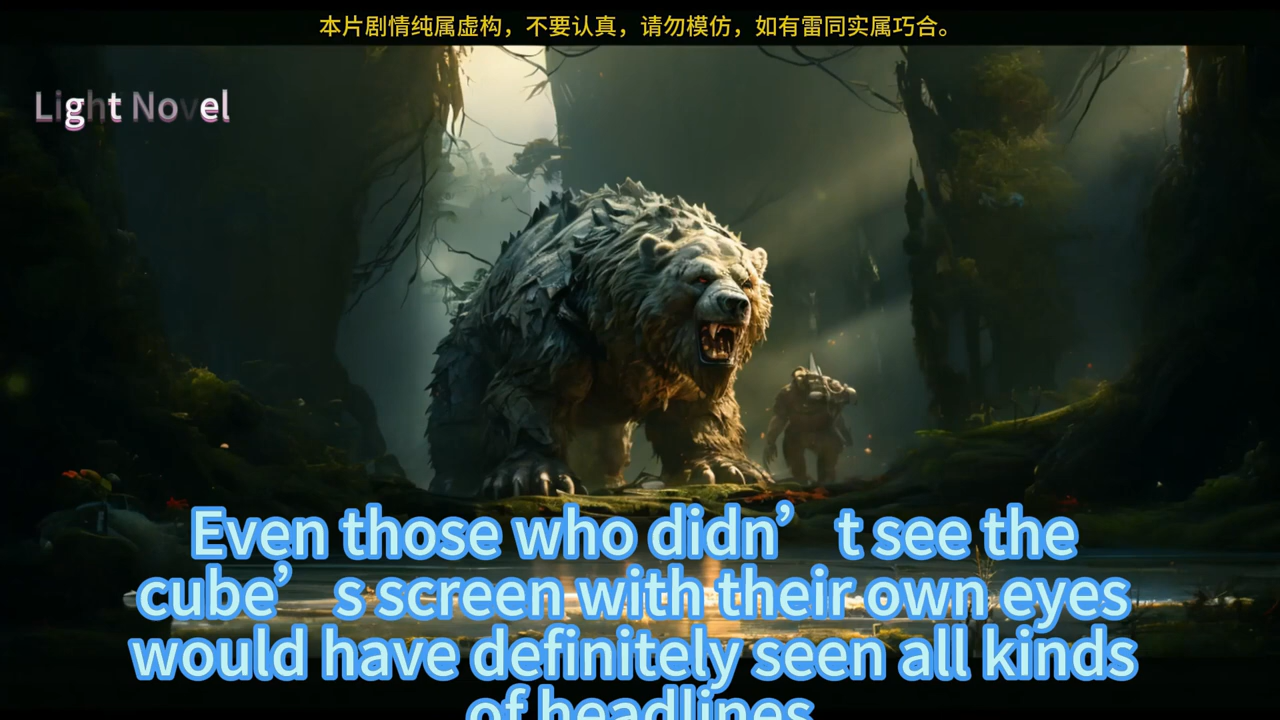 本片剧情纯属虚构，不要认真，请勿模仿，如有雷同实属巧合。
Light Novel
Even those who didn’ t see the
cube’ s screen with their own eyes
would have definitely seen all kinds
of headlines